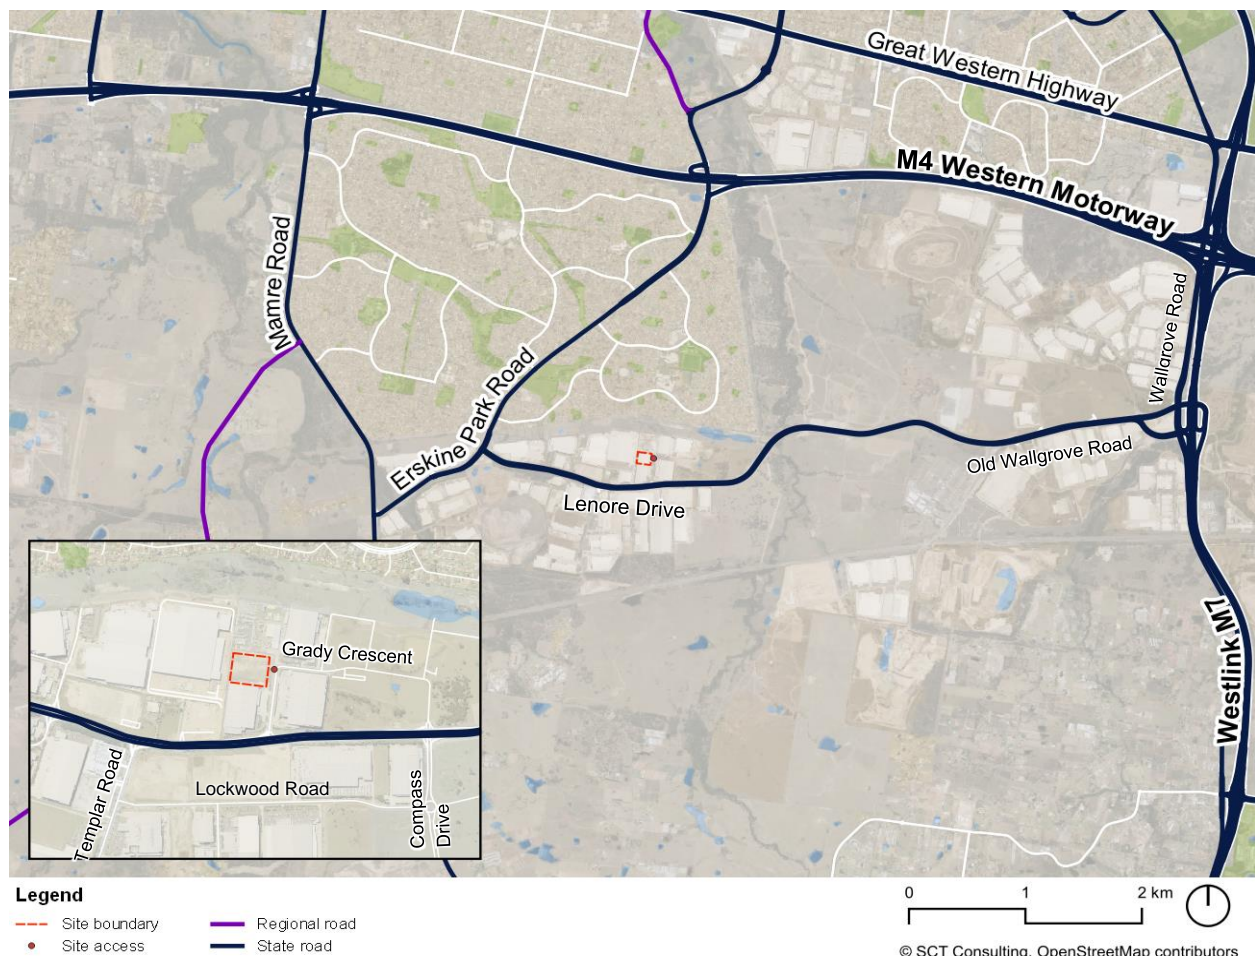 Great Western Highway
M4 Western Motorway
Mamre Road
Wallgrove Road
Erskine Park Road
Old Wallgrove Road
Lenore Drive
Westlink M7
Grady Crescent
Lockwood Road
Templar Road
Compass
Drive
Legend
Site boundary
Regional road
Site access
State road
0 1 2 km
© SCT Consulting, OpenStreetMap contributors